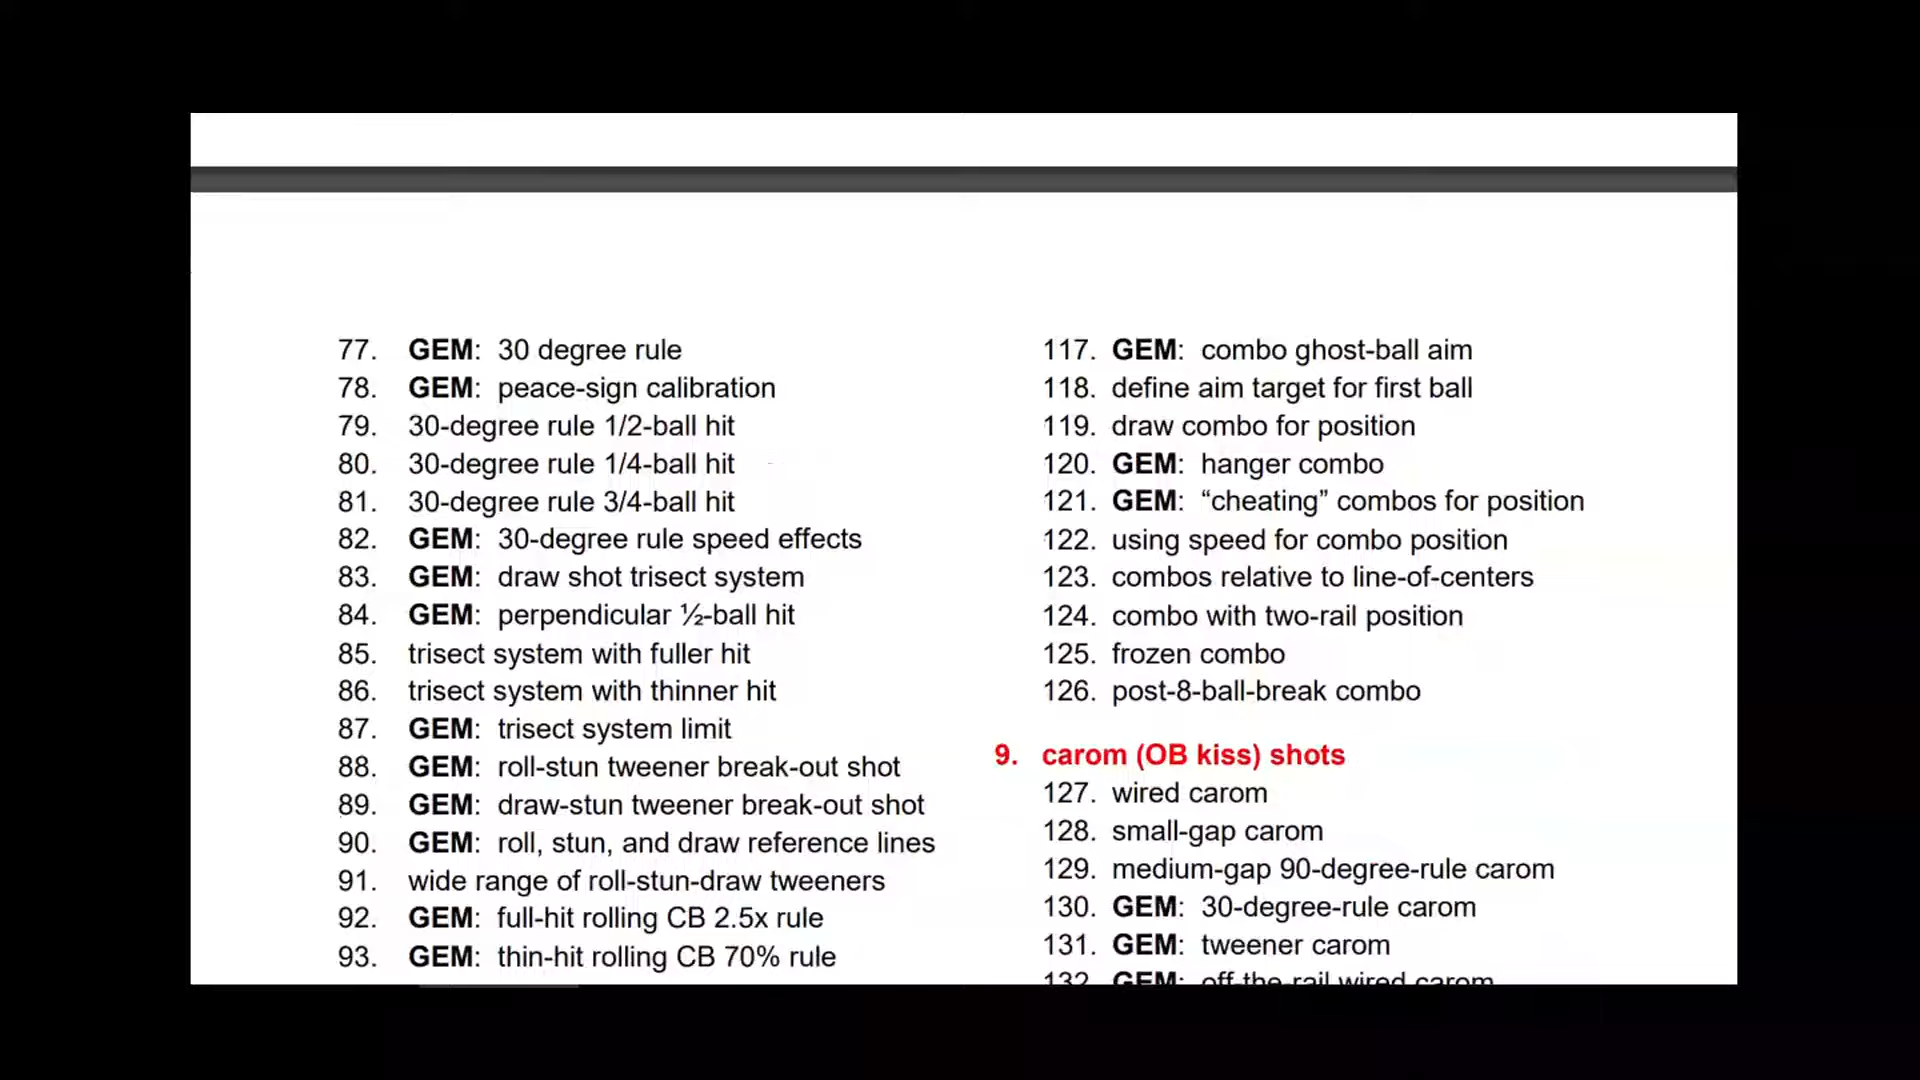 77. GEM: 30 degree rule
78. GEM: peace-sign calibration
79. 30-degree rule 1/2-ball hit
80. 30-degree rule 1/4-ball hit
81. 30-degree rule 3/4-ball hit
82. GEM: 30-degree rule speed effects
83. GEM: draw shot trisect system
84. GEM: perpendicular ½-ball hit
85. trisect system with fuller hit
86. trisect system with thinner hit
87. GEM: trisect system limit
88. GEM: roll-stun tweener break-out shot
89. GEM: draw-stun tweener break-out shot
90. GEM: roll, stun, and draw reference lines
91. wide range of roll-stun-draw tweeners
92. GEM: full-hit rolling CB 2.5x rule
93. GEM: thin-hit rolling CB 70% rule
117. GEM: combo ghost-ball aim
118. define aim target for first ball
119. draw combo for position
120. GEM: hanger combo
121. GEM: “cheating” combos for position
122. using speed for combo position
123. combos relative to line-of-centers
124. combo with two-rail position
125. frozen combo
126. post-8-ball-break combo
9. carom (OB kiss) shots
127. wired carom
128. small-gap carom
129. medium-gap 90-degree-rule carom
130. GEM: 30-degree-rule carom
131. GEM: tweener carom
132. GEM: off-the-rail wired carom